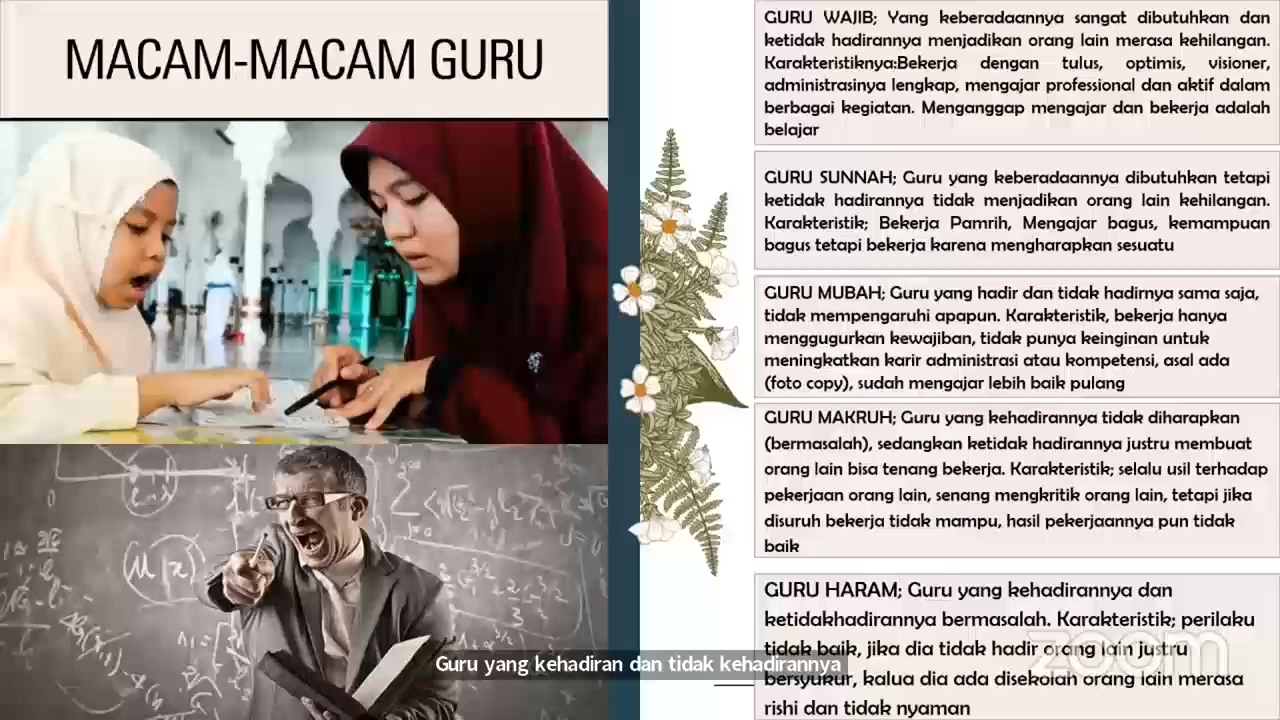 MACAM-MACAM GURU
GURU WAJIB; Yang keberadaannya sangat dibutuhkan dan
ketidak hadirannya menjadikan orang lain merasa kehilangan.
Karakteristiknya:Bekerja dengan tulus, optimis, visioner,
administrasinya lengkap, mengajar professional dan aktif dalam
berbagai kegiatan. Menganggap mengajar dan bekerja adalah
belajar
GURU SUNNAH; Guru yang keberadaannya dibutuhkan tetapi
ketidak hadirannya tidak menjadikan orang lain kehilangan.
Karakteristik; Bekerja Pamrih, Mengajar bagus, kemampuan
bagus tetapi bekerja karena mengharapkan sesuatu
GURU MUBAH; Guru yang hadir dan tidak hadirnya sama saja,
tidak mempengaruhi apapun. Karakteristik, bekerja hanya
menggugurkan kewajiban, tidak punya keinginan untuk
meningkatkan karir administrasi atau kompetensi, asal ada
(foto copy), sudah mengajar lebih baik pulang
GURU MAKRUH; Guru yang kehadirannya tidak diharapkan
(bermasalah), sedangkan ketidak hadirannya justru membuat
orang lain bisa tenang bekerja. Karakteristik; selalu usil terhadap
pekerjaan orang lain, senang mengkritik orang lain, tetapi jika
disuruh bekerja tidak mampu, hasil pekerjaannya pun tidak
baik
GURU HARAM; Guru yang kehadirannya dan
ketidakhadirannya bermasalah. Karakteristik; perilaku
tidak baik, jika dia tidak hadir orang lain justru
bersyukur, kalua dia ada disekolah orang lain merasa
rishi dan tidak nyaman
zoom
Guru yang kehadiran dan tidak kehadirannya